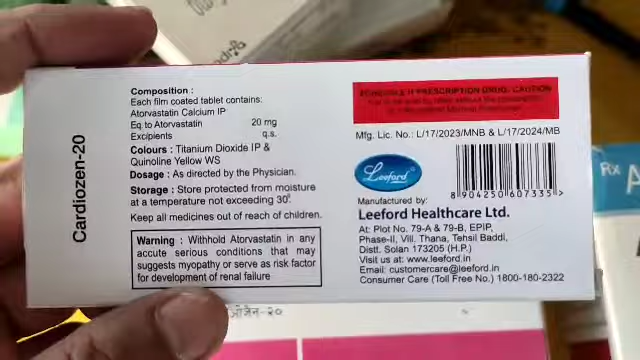 Cardiozen-20
Composition :
Each film coated tablet contains:
Atorvastatin Calcium IP
Eq. to Atorvastatin 20 mg
Excipients q.s.
Colours : Titanium Dioxide IP &
Quinoline Yellow WS
Dosage : As directed by the Physician.
Storage : Store protected from moisture
at a temperature not exceeding 30°.
Keep all medicines out of reach of children.
Warning : Withhold Atorvastatin in any
accute serious conditions that may
suggests myopathy or serve as risk factor
for development of renal failure
SCHEDULE H PRESCRIPTION DRUG- CAUTION
Mfg. Lic. No.: L/17/2023/MNB & L/17/2024/MB
Leeford
8 904250 607335 >
Manufactured by:
Leeford Healthcare Ltd.
At: Plot No. 79-A & 79-B, EPIP,
Phase-II, Vill. Thana, Tehsil Baddi,
Distt. Solan 173205 (H.P.)
Visit us at: www.leeford.in
Email: customercare@leeford.in
Consumer Care (Toll Free No.) 1800-180-2322
Rx